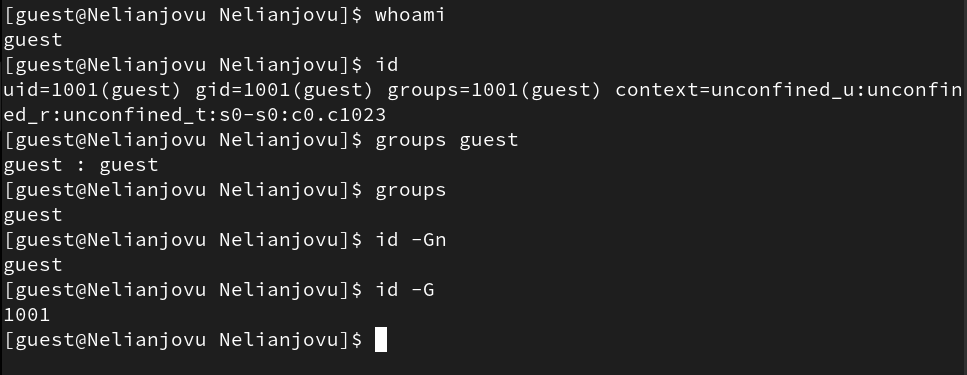 [guest@Nelianjovu Nelianjovu]$ whoami
guest
[guest@Nelianjovu Nelianjovu]$ id
uid=1001(guest) gid=1001(guest) groups=1001(guest) context=unconfined_u:unconfin
ed_r:unconfined_t:s0-s0:c0.c1023
[guest@Nelianjovu Nelianjovu]$ groups guest
guest : guest
[guest@Nelianjovu Nelianjovu]$ groups
guest
[guest@Nelianjovu Nelianjovu]$ id -Gn
guest
[guest@Nelianjovu Nelianjovu]$ id -G
1001
[guest@Nelianjovu Nelianjovu]$